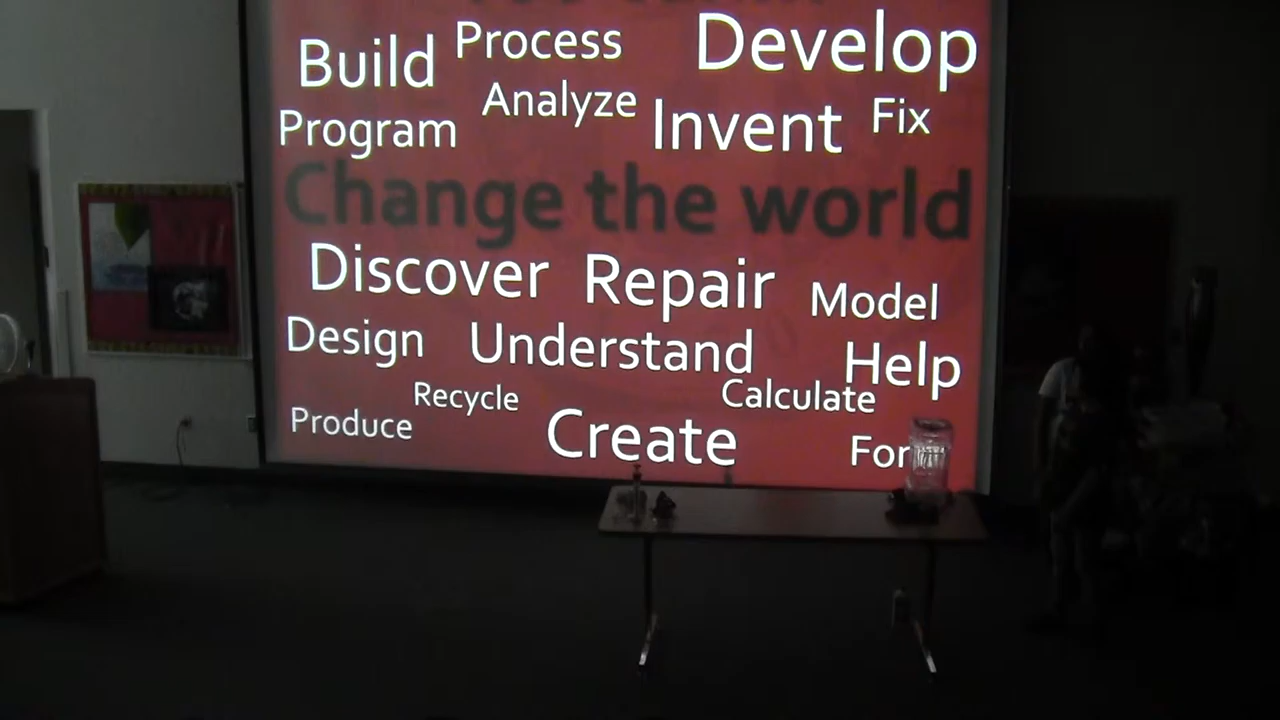 Build Process Develop
Program Analyze Invent Fix
Change the world
Discover Repair Model
Design Understand Help
Recycle Calculate
Produce Create